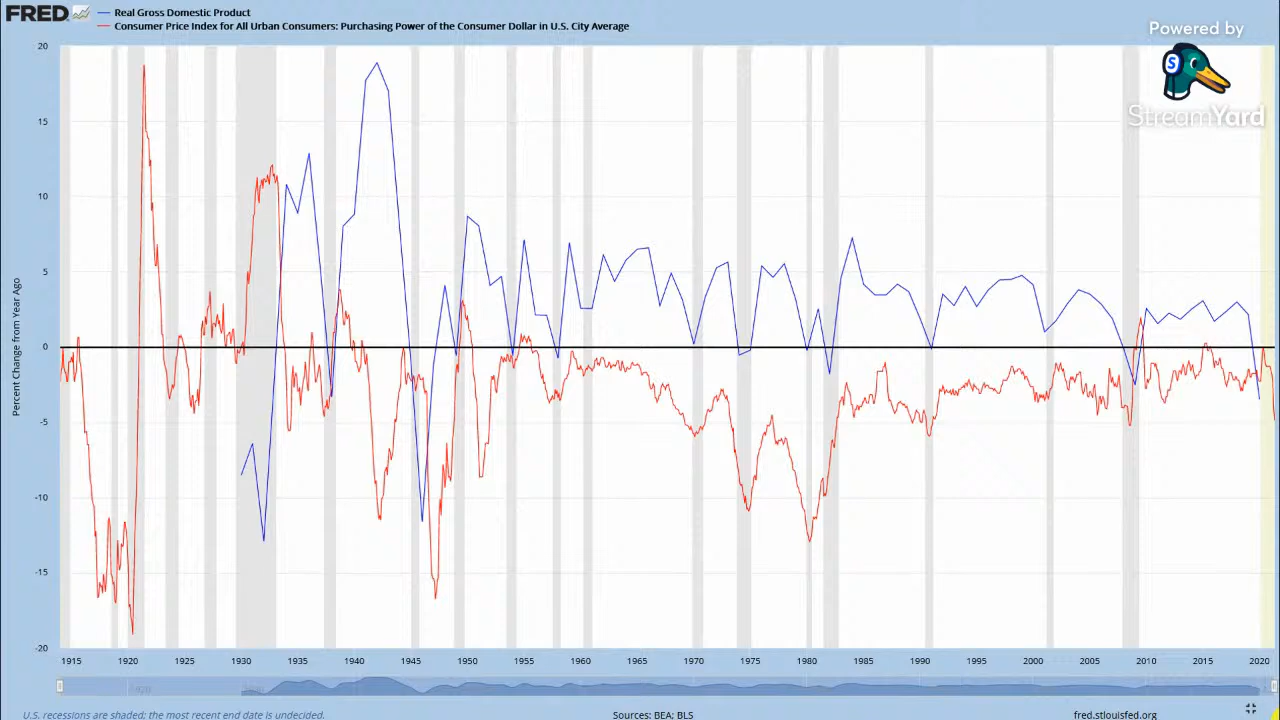 FRED
Real Gross Domestic Product
Consumer Price Index for All Urban Consumers: Purchasing Power of the Consumer Dollar in U.S. City Average
Powered by
S
StreamYard
Percent Change from Year Ago
20
15
10
5
0
-5
-10
-15
-20
1915 1920 1925 1930 1935 1940 1945 1950 1955 1960 1965 1970 1975 1980 1985 1990 1995 2000 2005 2010 2015 2020
1920
U.S. recessions are shaded; the most recent end date is undecided.
Sources: BEA; BLS
fred.stlouisfed.org